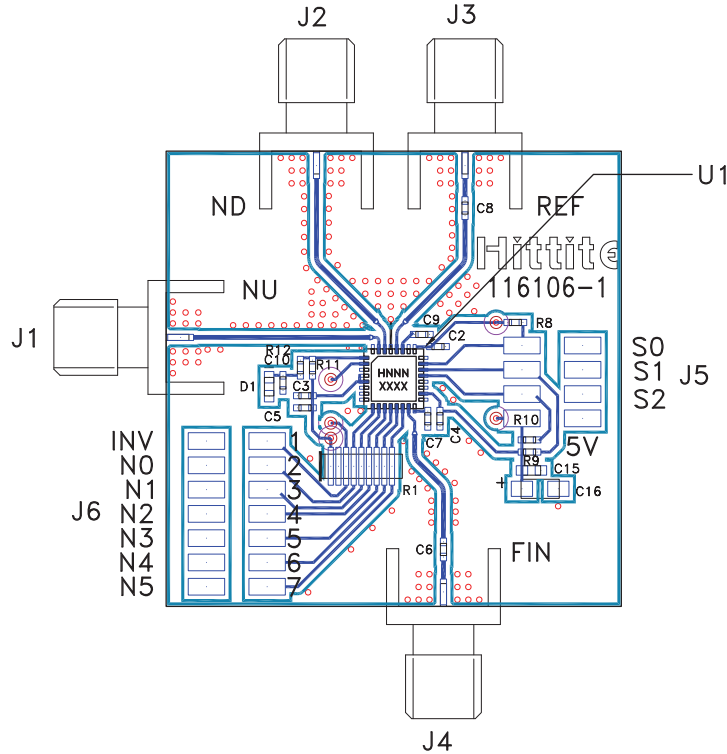 J2
J3
U1
ND
C8
REF
Hittite
116106-1
NU
J1
C9
C2
R8
R12
C10
R11
HNNN
XXXX
D1
C3
C5
S0
S1
S2
J5
C7
C4
R10
5V
R9
C15
+
C16
INV
N0
N1
N2
N3
N4
N5
J6
1
2
3
4
5
6
7
R1
C6
FIN
J4